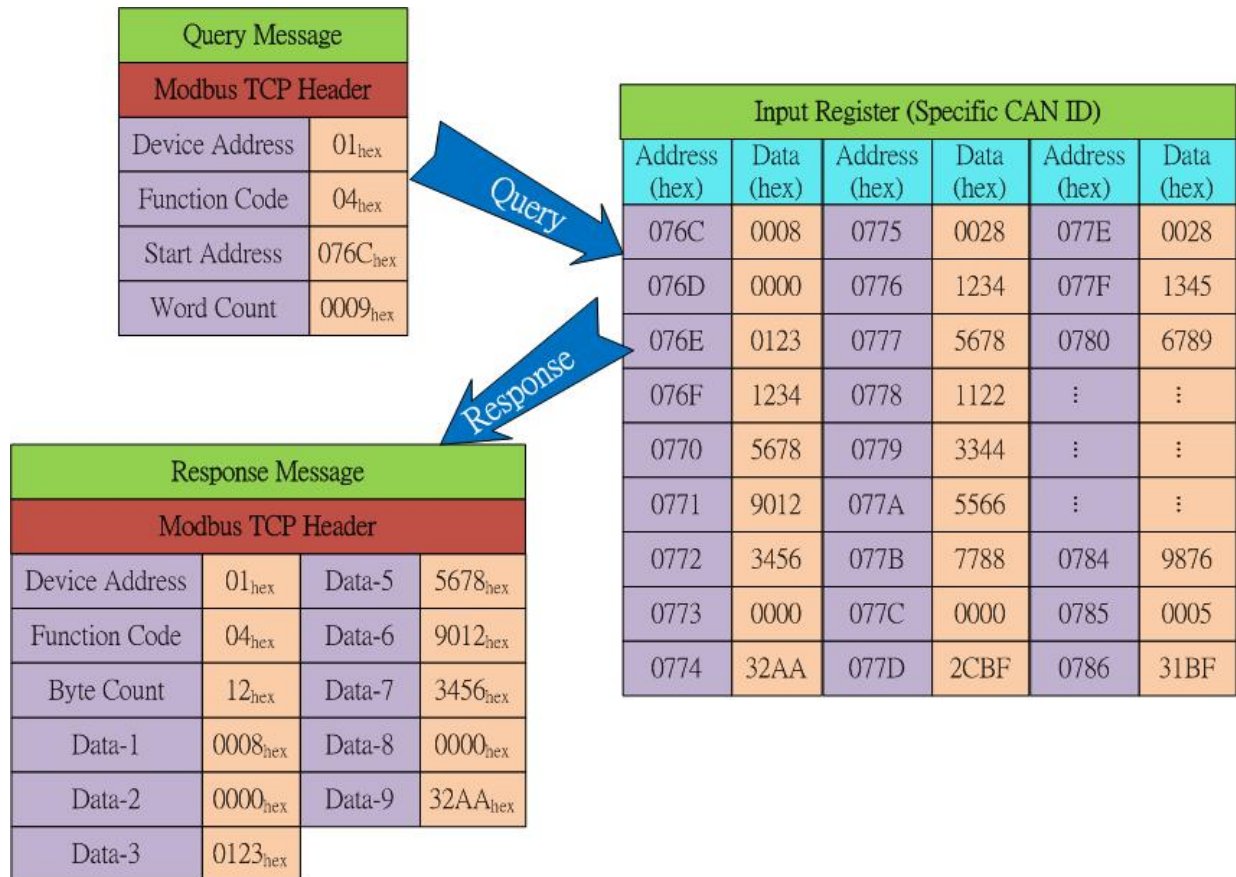 Query Message
Modbus TCP Header
Device Address 01hex
Function Code 04hex
Start Address 076Chex
Word Count 0009hex
Query
Response
Input Register (Specific CAN ID)
Address (hex) Data (hex) Address (hex) Data (hex) Address (hex) Data (hex)
076C 0008 0775 0028 077E 0028
076D 0000 0776 1234 077F 1345
076E 0123 0777 5678 0780 6789
076F 1234 0778 1122 ⋮ ⋮
0770 5678 0779 3344 ⋮ ⋮
0771 9012 077A 5566 ⋮ ⋮
0772 3456 077B 7788 0784 9876
0773 0000 077C 0000 0785 0005
0774 32AA 077D 2CBF 0786 31BF
Response Message
Modbus TCP Header
Device Address 01hex Data-5 5678hex
Function Code 04hex Data-6 9012hex
Byte Count 12hex Data-7 3456hex
Data-1 0008hex Data-8 0000hex
Data-2 0000hex Data-9 32AAhex
Data-3 0123hex